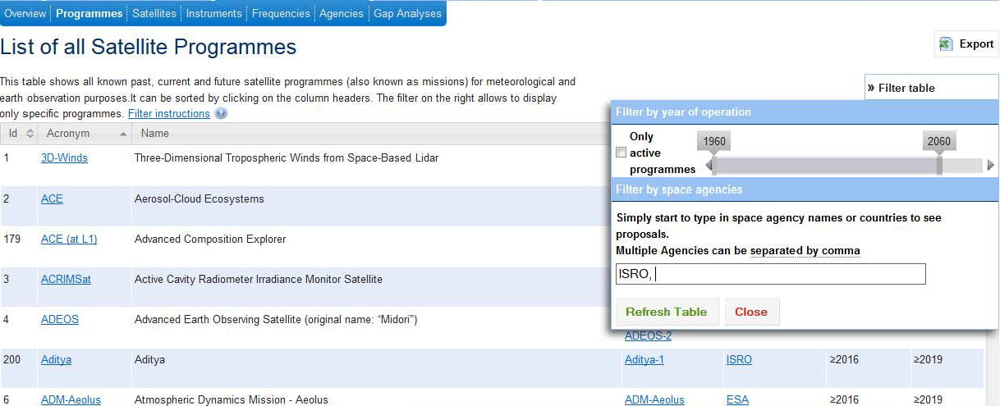 Overview Programmes Satellites Instruments Frequencies Agencies Gap Analyses
List of all Satellite Programmes
Export
This table shows all known past, current and future satellite programmes (also known as missions) for meteorological and
earth observation purposes.It can be sorted by clicking on the column headers. The filter on the right allows to display
only specific programmes. Filter instructions
» Filter table
Filter by year of operation
Only
active
programmes
1960 2060
Filter by space agencies
Simply start to type in space agency names or countries to see
proposals.
Multiple Agencies can be separated by comma
ISRO,
Refresh Table Close
Id Acronym Name
1 3D-Winds Three-Dimensional Tropospheric Winds from Space-Based Lidar
2 ACE Aerosol-Cloud Ecosystems
179 ACE (at L1) Advanced Composition Explorer
3 ACRIMSat Active Cavity Radiometer Irradiance Monitor Satellite
4 ADEOS Advanced Earth Observing Satellite (original name: “Midori”)
ADEOS-2
200 Aditya Aditya Aditya-1 ISRO ≥2016 ≥2019
6 ADM-Aeolus Atmospheric Dynamics Mission - Aeolus ADM-Aeolus ESA ≥2016 ≥2019